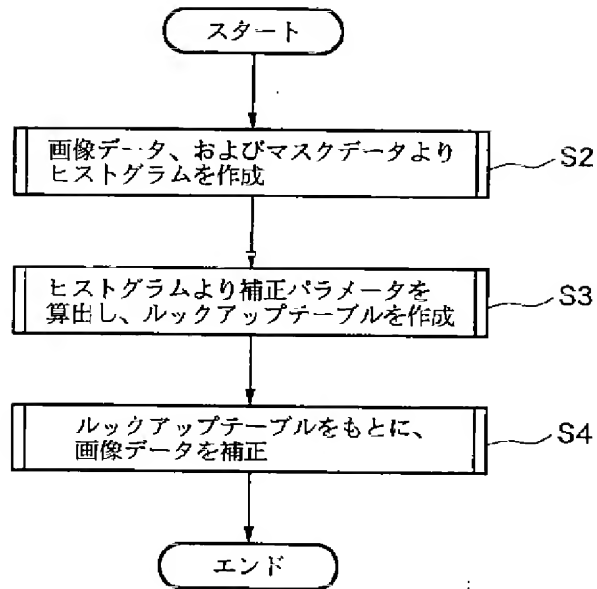 スタート
画像データ、およびマスクデータより
ヒストグラムを作成
S2
ヒストグラムより補正パラメータを
算出し、ルックアップテーブルを作成
S3
ルックアップテーブルをもとに、
画像データを補正
S4
エンド